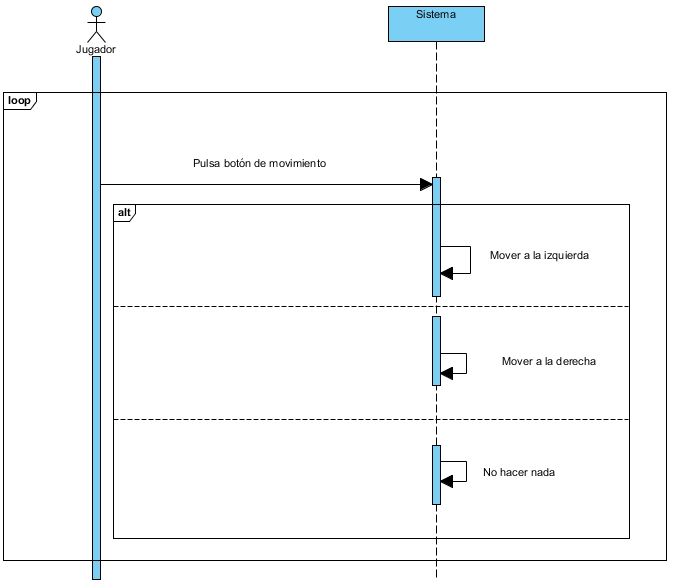 Sistema
Jugador
loop
Pulsa botón de movimiento
alt
Mover a la izquierda
Mover a la derecha
No hacer nada